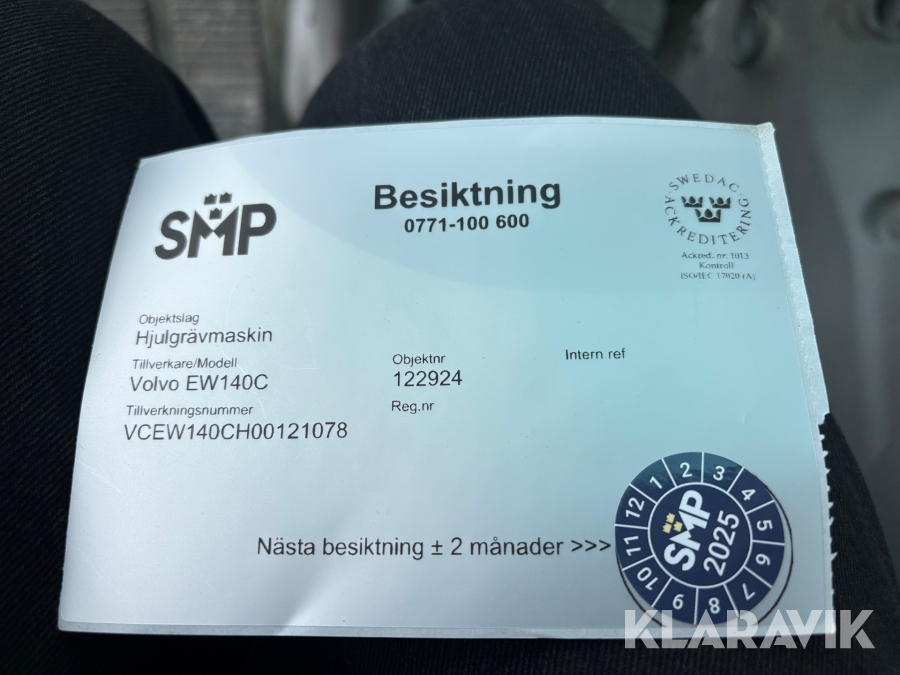 SMP
Besiktning
0771-100 600
SWEDAC
ACKREDITERING
Ackred. nr. 1013
Kontroll
ISO/IEC 17020 (A)
Objektslag
Hjulgrävmaskin
Tillverkare/Modell
Volvo EW140C
Objektnr
122924
Intern ref
Tillverkningsnummer
VCEW140CH00121078
Reg.nr
Nästa besiktning ± 2 månader >>>
1 2 3 4 5 6 7 8 9 10 11 12
SMP
2025
KLARAVIK